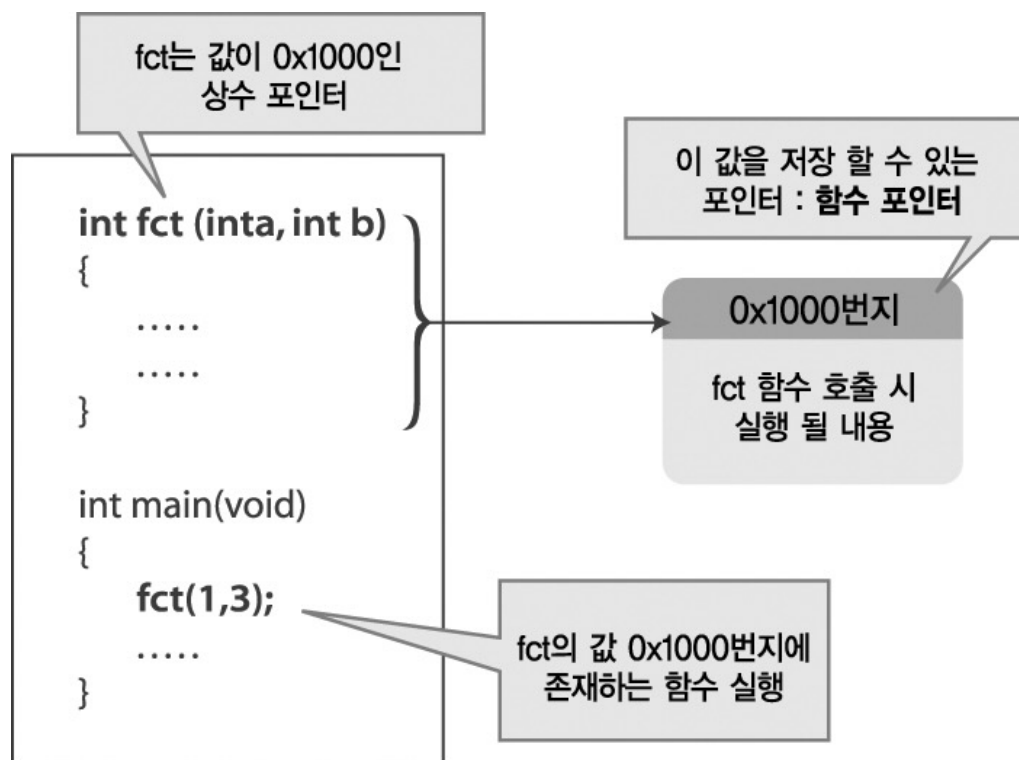 fct는 값이 0x1000인
상수 포인터
이 값을 저장 할 수 있는
포인터 : 함수 포인터
int fct (inta, int b)
{
.....
.....
}
0x1000번지
fct 함수 호출 시
실행 될 내용
int main(void)
{
fct(1,3);
.....
}
fct의 값 0x1000번지에
존재하는 함수 실행